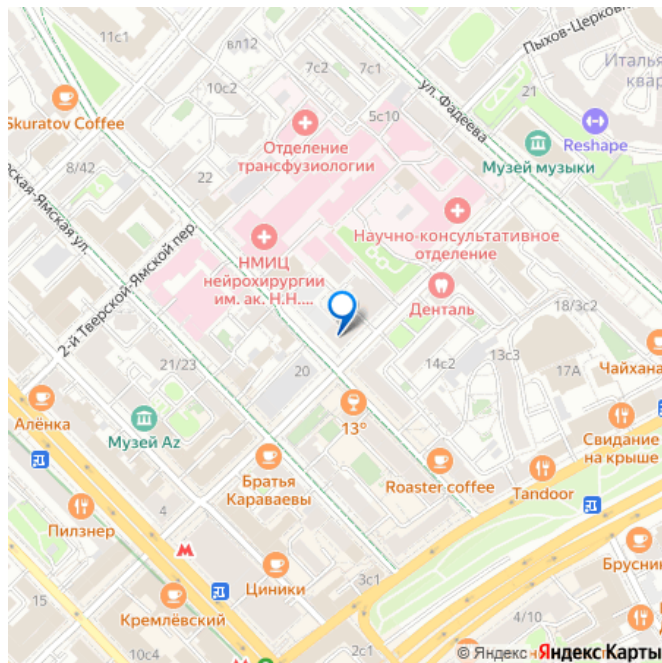 11с1
вл12
7с2
7с1
Пыхов-Церковн
Италья
квар
10с2
21
ул. Фадеева
5с10
Skuratov Coffee
Отделение
трансфузиологии
Reshape
Музей музыки
8/42
22
рская-Ямская ул.
2-й Тверской-Ямской пер.
НМИЦ
нейрохирургии
им. ак. Н.Н....
Научно-консультативное
отделение
Денталь
18/3с2
21/23
20
14с2
13с3
17А
Чайхана
Алёнка
Музей Az
13°
Свидание
на крыше
Братья
Караваевы
Roaster coffee
Tandoor
Пилзнер
4
М
Циники
3с1
Брусник
15
Кремлёвский
4/10
10с4
2с1
© Яндекс
Яндекс Карты